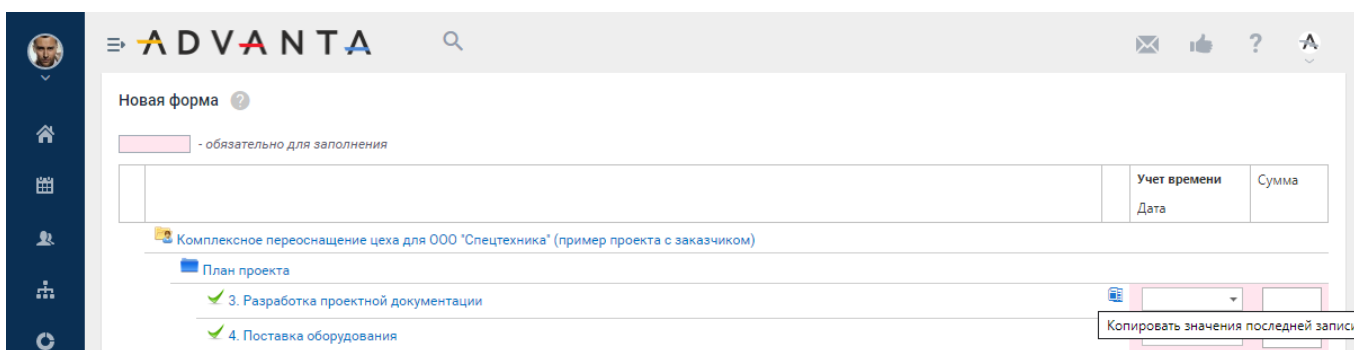 ADVANTA
Новая форма ?
- обязательно для заполнения
Учет времени
Сумма
Дата
Комплексное переоснащение цеха для ООО "Спецтехника" (пример проекта с заказчиком)
План проекта
3. Разработка проектной документации
4. Поставка оборудования
Копировать значения последней записи